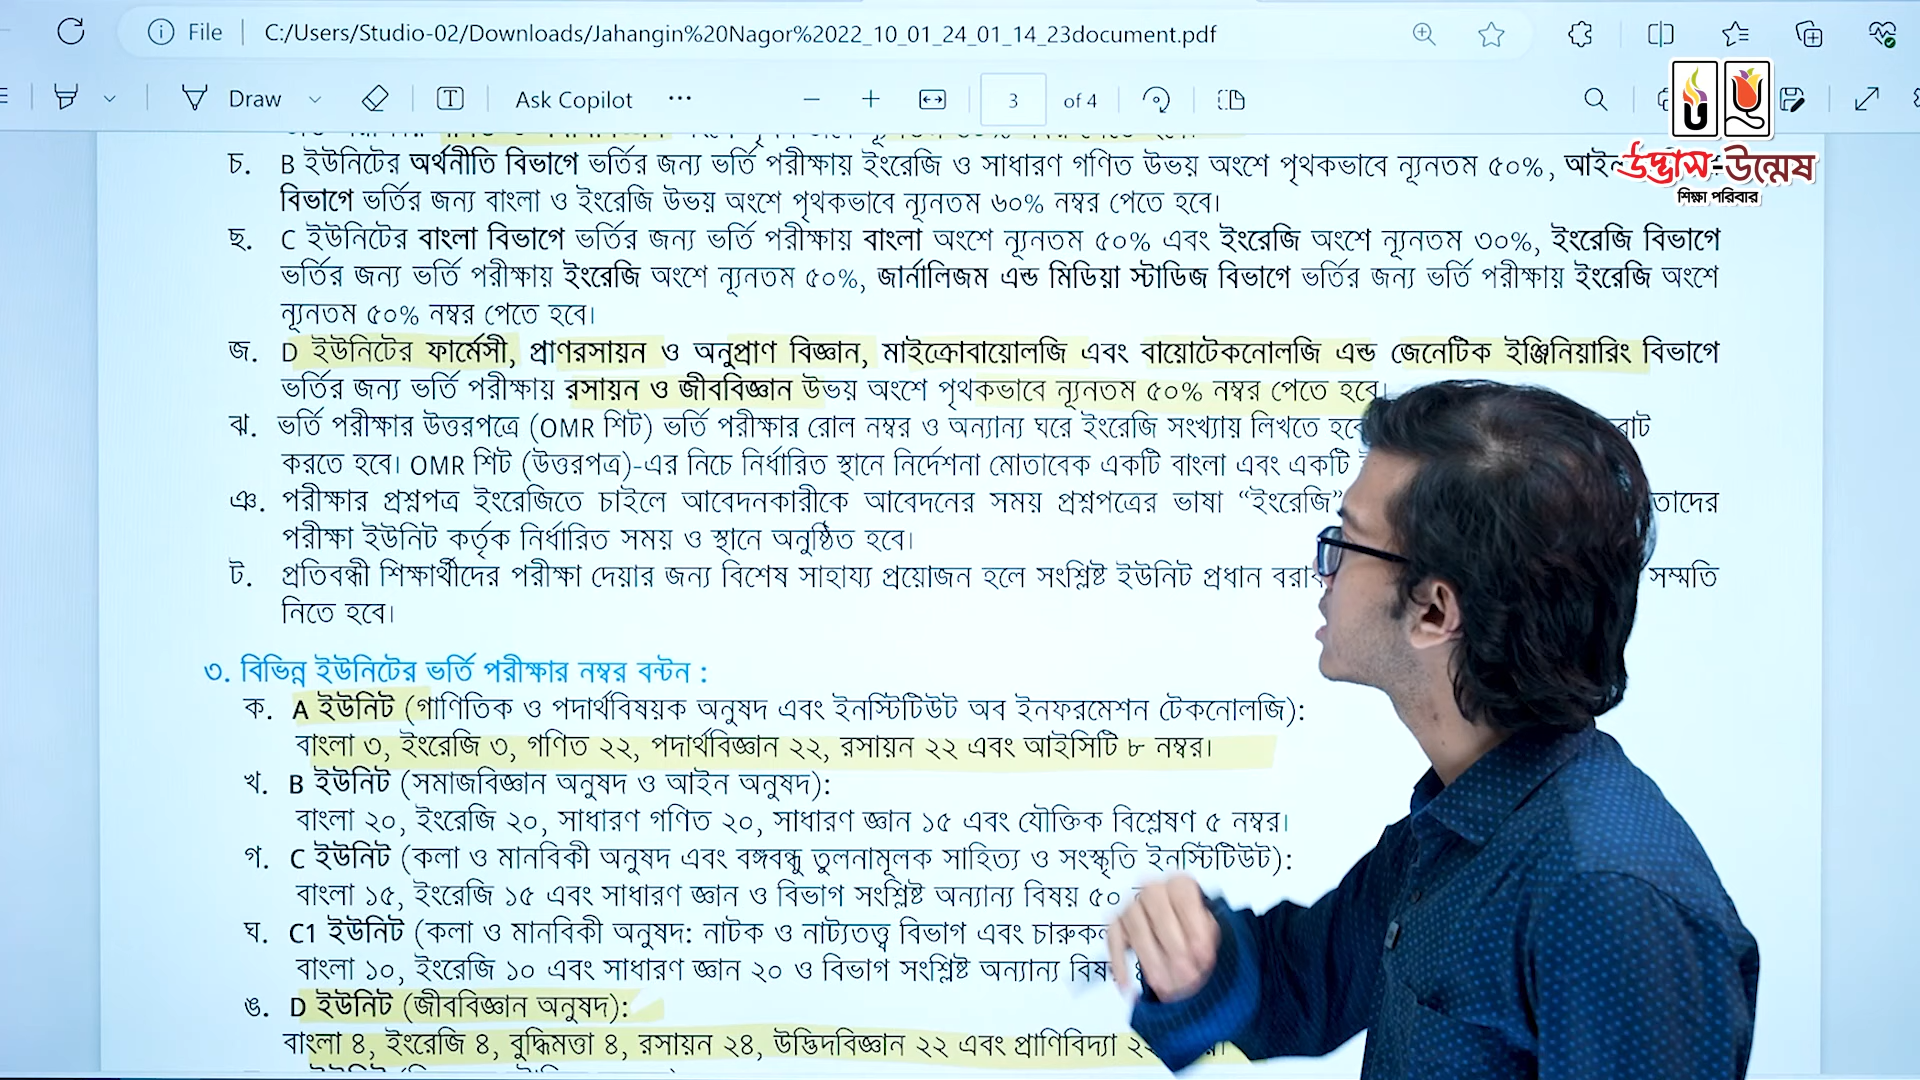 File C:/Users/Studio-02/Downloads/Jahangin%20Nagor%2022_10_01_24_01_14_23document.pdf
Draw Ask Copilot ... 3 of 4
উদ্ভাস-উন্মেষ
শিক্ষা পরিবার
চ. B ইউনিটের অর্থনীতি বিভাগে ভর্তির জন্য ভর্তি পরীক্ষায় ইংরেজি ও সাধারণ গণিত উভয় অংশে পৃথকভাবে ন্যূনতম ৫০%, আইন
বিভাগে ভর্তির জন্য বাংলা ও ইংরেজি উভয় অংশে পৃথকভাবে ন্যূনতম ৬০% নম্বর পেতে হবে।
ছ. C ইউনিটের বাংলা বিভাগে ভর্তির জন্য ভর্তি পরীক্ষায় বাংলা অংশে ন্যূনতম ৫০% এবং ইংরেজি অংশে ন্যূনতম ৩০%, ইংরেজি বিভাগে
ভর্তির জন্য ভর্তি পরীক্ষায় ইংরেজি অংশে ন্যূনতম ৫০%, জার্নালিজম এন্ড মিডিয়া স্টাডিজ বিভাগে ভর্তির জন্য ভর্তি পরীক্ষায় ইংরেজি অংশে
ন্যূনতম ৫০% নম্বর পেতে হবে।
জ. D ইউনিটের ফার্মেসী, প্রাণরসায়ন ও অনুপ্রাণ বিজ্ঞান, মাইক্রোবায়োলজি এবং বায়োটেকনোলজি এন্ড জেনেটিক ইঞ্জিনিয়ারিং বিভাগে
ভর্তির জন্য ভর্তি পরীক্ষায় রসায়ন ও জীববিজ্ঞান উভয় অংশে পৃথকভাবে ন্যূনতম ৫০% নম্বর পেতে হবে।
ঝ. ভর্তি পরীক্ষার উত্তরপত্রে (OMR শিট) ভর্তি পরীক্ষার রোল নম্বর ও অন্যান্য ঘরে ইংরেজি সংখ্যায় লিখতে হবে
করতে হবে। OMR শিট (উত্তরপত্র)-এর নিচে নির্ধারিত স্থানে নির্দেশনা মোতাবেক একটি বাংলা এবং একটি
ঞ. পরীক্ষার প্রশ্নপত্র ইংরেজিতে চাইলে আবেদনকারীকে আবেদনের সময় প্রশ্নপত্রের ভাষা “ইংরেজি” তাদের
পরীক্ষা ইউনিট কর্তৃক নির্ধারিত সময় ও স্থানে অনুষ্ঠিত হবে।
ট. প্রতিবন্ধী শিক্ষার্থীদের পরীক্ষা দেয়ার জন্য বিশেষ সাহায্য প্রয়োজন হলে সংশ্লিষ্ট ইউনিট প্রধান সম্মতি
নিতে হবে।
৩. বিভিন্ন ইউনিটের ভর্তি পরীক্ষার নম্বর বন্টন :
ক. A ইউনিট (গাণিতিক ও পদার্থবিষয়ক অনুষদ এবং ইনস্টিটিউট অব ইনফরমেশন টেকনোলজি):
বাংলা ৩, ইংরেজি ৩, গণিত ২২, পদার্থবিজ্ঞান ২২, রসায়ন ২২ এবং আইসিটি ৮ নম্বর।
খ. B ইউনিট (সমাজবিজ্ঞান অনুষদ ও আইন অনুষদ):
বাংলা ২০, ইংরেজি ২০, সাধারণ গণিত ২০, সাধারণ জ্ঞান ১৫ এবং যৌক্তিক বিশ্লেষণ ৫ নম্বর।
গ. C ইউনিট (কলা ও মানবিকী অনুষদ এবং বঙ্গবন্ধু তুলনামূলক সাহিত্য ও সংস্কৃতি ইনস্টিটিউট):
বাংলা ১৫, ইংরেজি ১৫ এবং সাধারণ জ্ঞান ও বিভাগ সংশ্লিষ্ট অন্যান্য বিষয় ৫০
ঘ. C1 ইউনিট (কলা ও মানবিকী অনুষদ: নাটক ও নাট্যতত্ত্ব বিভাগ এবং
বাংলা ১০, ইংরেজি ১০ এবং সাধারণ জ্ঞান ২০ ও বিভাগ সংশ্লিষ্ট অন্যান্য
ঙ. D ইউনিট (জীববিজ্ঞান অনুষদ):
বাংলা ৪, ইংরেজি ৪, বুদ্ধিমত্তা ৪, রসায়ন ২৪, উদ্ভিদবিজ্ঞান ২২ এবং প্রাণিবিদ্যা